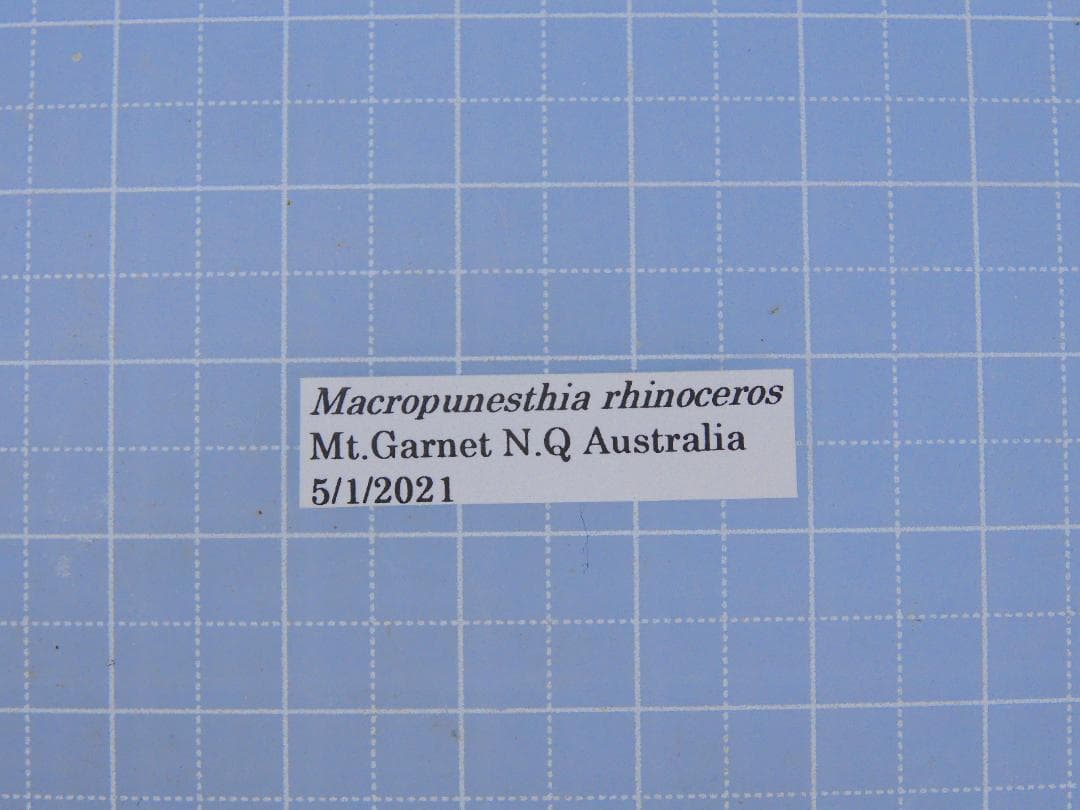 Macropunesthia rhinoceros
Mt.Garnet N.Q Australia
5/1/2021